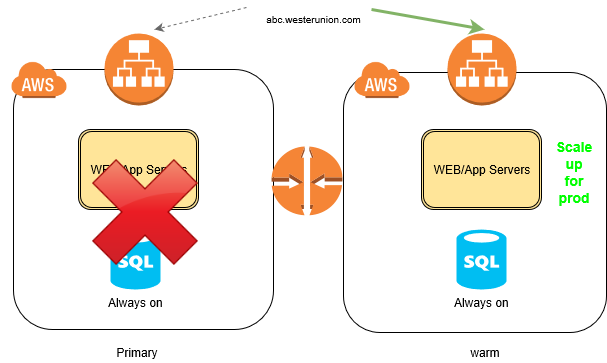 abc.westerunion.com
AWS
AWS
WEB/App Servers
WEB/App Servers
Scale
up
for
prod
SQL
SQL
Always on
Always on
Primary
warm